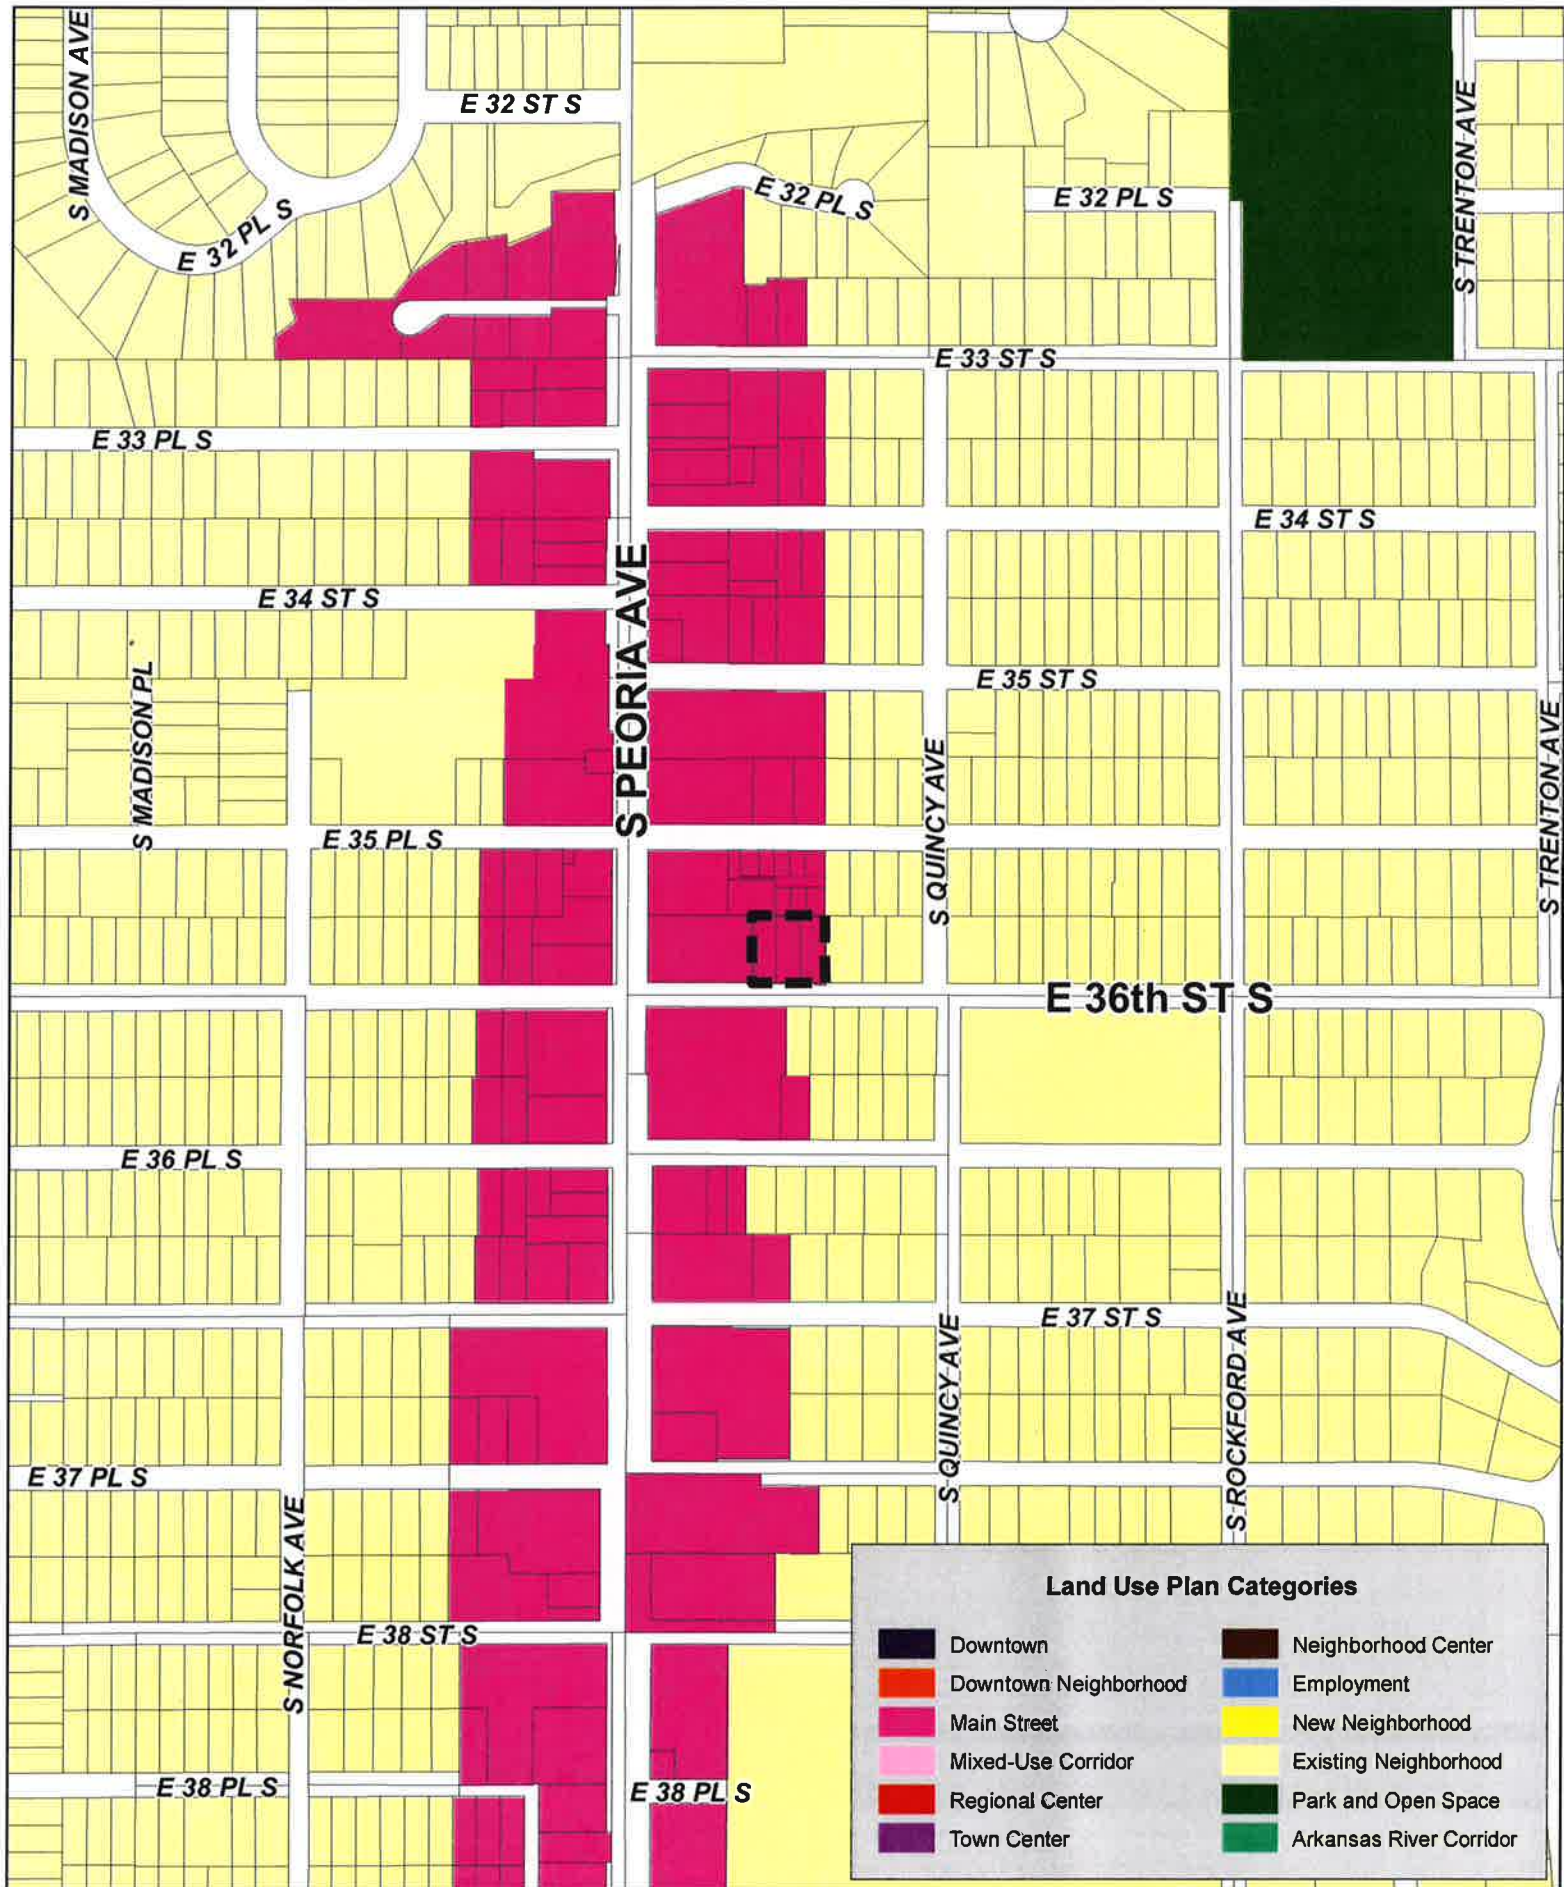 S MADISON AVE
E 32 ST S
S TRENTON AVE
E 32 PL S
E 32 PL S
E 32 PL S
E 33 ST S
E 33 PL S
E 34 ST S
E 34 ST S
S PEORIA AVE
S MADISON PL
E 35 ST S
S TRENTON AVE
S QUINCY AVE
E 35 PL S
E 36th ST S
E 36 PL S
E 37 ST S
S QUINCY AVE
S ROCKFORD AVE
E 37 PL S
S NORFOLK AVE
E 38 ST S
E 38 PL S
E 38 PL S
Land Use Plan Categories
Downtown
Downtown Neighborhood
Main Street
Mixed-Use Corridor
Regional Center
Town Center
Neighborhood Center
Employment
New Neighborhood
Existing Neighborhood
Park and Open Space
Arkansas River Corridor